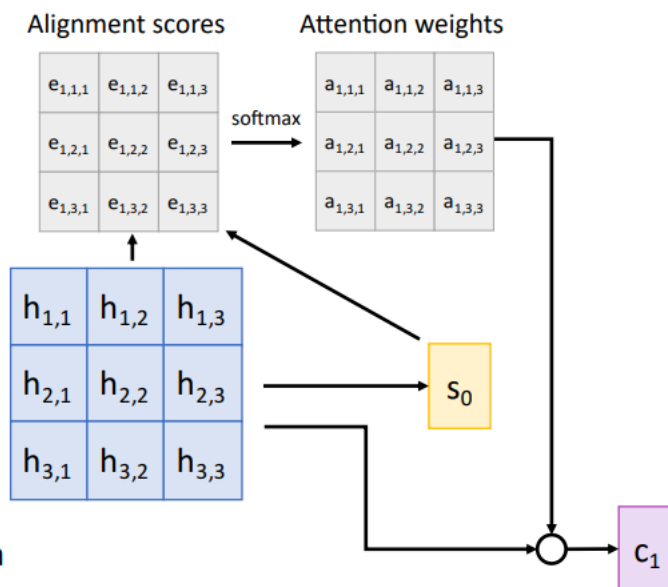 Alignment scores Attention weights
e1,1,1 e1,1,2 e1,1,3 a1,1,1 a1,1,2 a1,1,3
softmax
e1,2,1 e1,2,2 e1,2,3 a1,2,1 a1,2,2 a1,2,3
e1,3,1 e1,3,2 e1,3,3 a1,3,1 a1,3,2 a1,3,3
h1,1 h1,2 h1,3
h2,1 h2,2 h2,3 s0
h3,1 h3,2 h3,3
c1